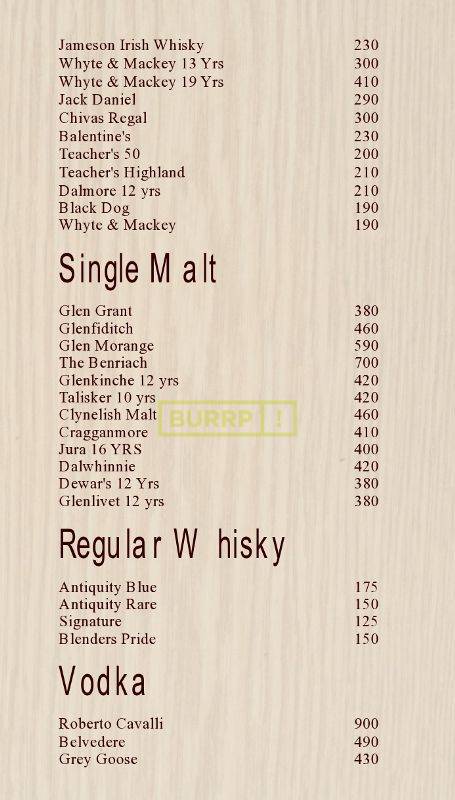 Jameson Irish Whisky 230
Whyte & Mackey 13 Yrs 300
Whyte & Mackey 19 Yrs 410
Jack Daniel 290
Chivas Regal 300
Balentine's 230
Teacher's 50 200
Teacher's Highland 210
Dalmore 12 yrs 210
Black Dog 190
Whyte & Mackey 190
Single Malt
Glen Grant 380
Glenfiditch 460
Glen Morange 590
The Benriach 700
Glenkinche 12 yrs 420
Talisker 10 yrs 420
Clynelish Malt 460
BURRP!
Cragganmore 410
Jura 16 YRS 400
Dalwhinnie 420
Dewar's 12 Yrs 380
Glenlivet 12 yrs 380
Regular Whisky
Antiquity Blue 175
Antiquity Rare 150
Signature 125
Blenders Pride 150
Vodka
Roberto Cavalli 900
Belvedere 490
Grey Goose 430